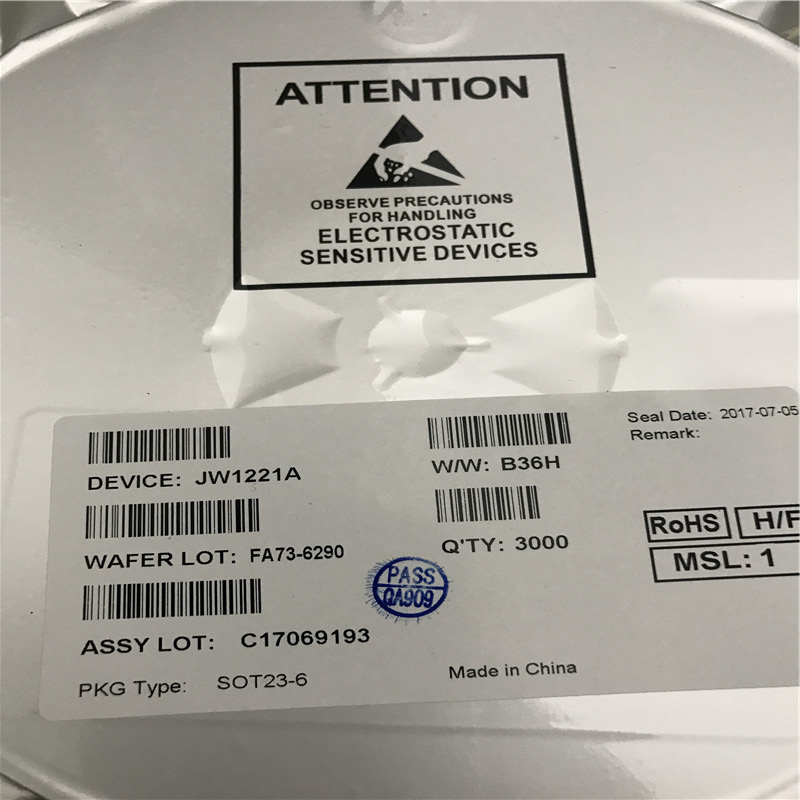 ATTENTION
OBSERVE PRECAUTIONS
FOR HANDLING
ELECTROSTATIC
SENSITIVE DEVICES
Seal Date: 2017-07-05
Remark:
DEVICE: JW1221A
W/W: B36H
WAFER LOT: FA73-6290
Q'TY: 3000
RoHS H/F
MSL: 1
PASS
QA909
ASSY LOT: C17069193
PKG Type: SOT23-6
Made in China